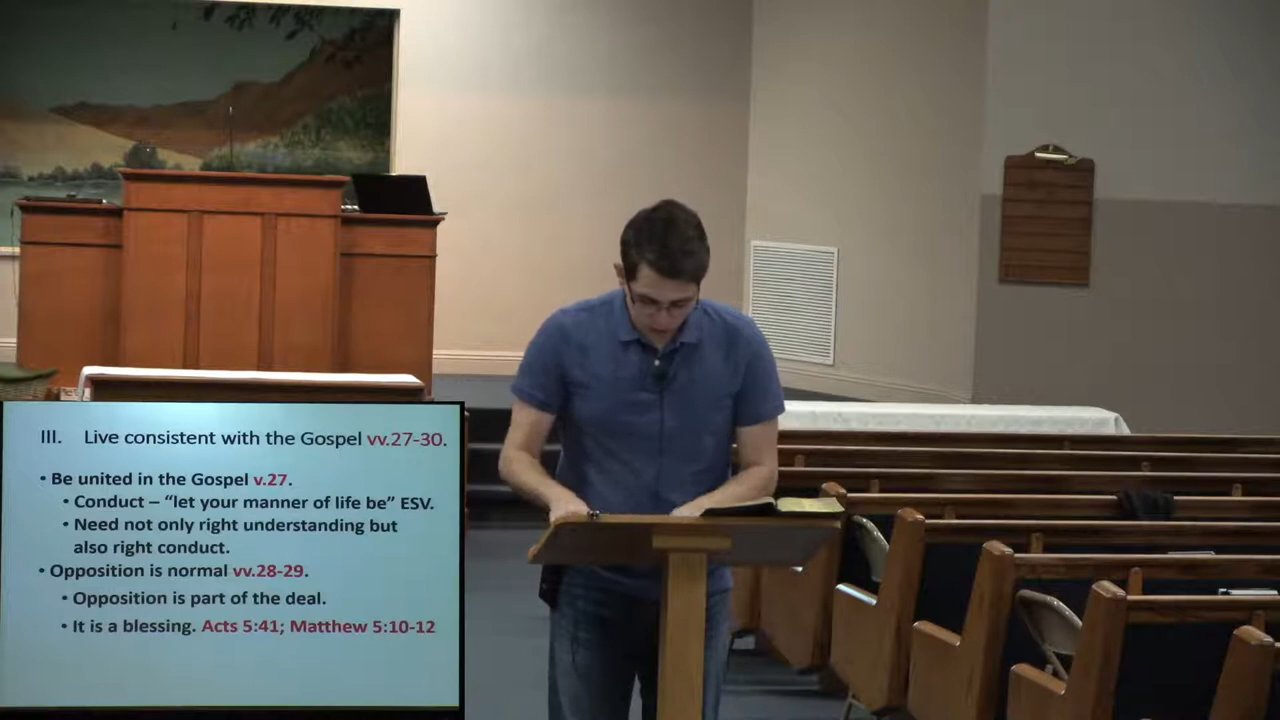 III. Live consistent with the Gospel vv.27-30.
• Be united in the Gospel v.27.
• Conduct – “let your manner of life be” ESV.
• Need not only right understanding but
also right conduct.
• Opposition is normal vv.28-29.
• Opposition is part of the deal.
• It is a blessing. Acts 5:41; Matthew 5:10-12